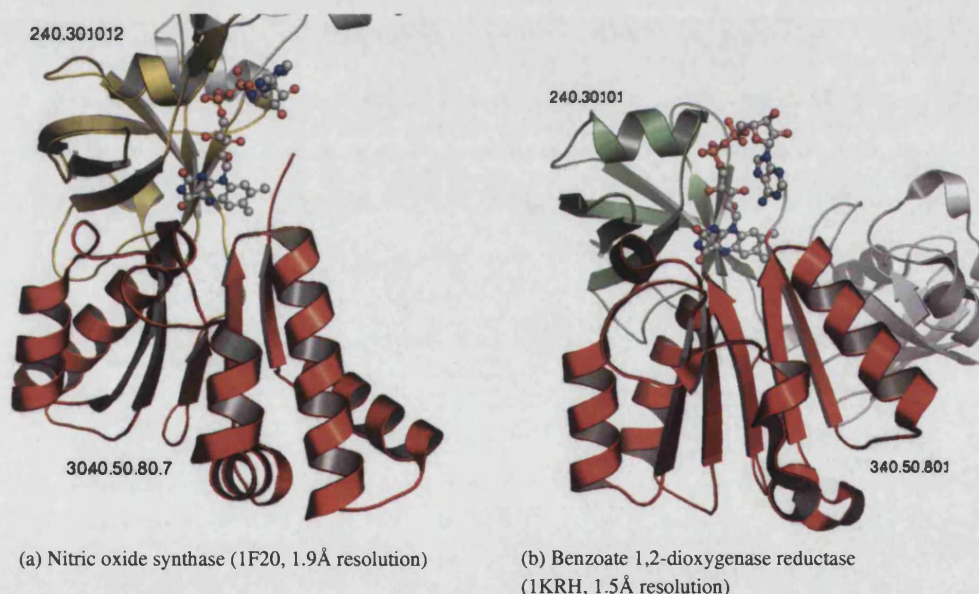 240.301012
240.30101
3040.50.80.7
340.50.801
(a) Nitric oxide synthase (1F20, 1.9Å resolution)
(b) Benzoate 1,2-dioxygenase reductase
(1KRH, 1.5Å resolution)